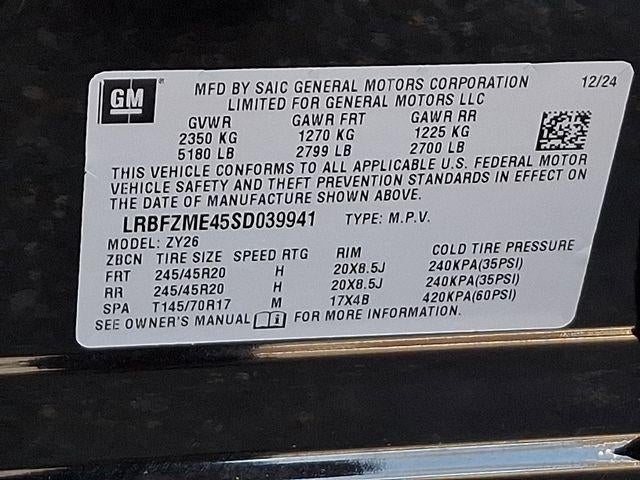 GM
MFD BY SAIC GENERAL MOTORS CORPORATION 12/24
LIMITED FOR GENERAL MOTORS LLC
GVWR GAWR FRT GAWR RR
2350 KG 1270 KG 1225 KG
5180 LB 2799 LB 2700 LB
THIS VEHICLE CONFORMS TO ALL APPLICABLE U.S. FEDERAL MOTOR
VEHICLE SAFETY AND THEFT PREVENTION STANDARDS IN EFFECT ON
THE DATE OF MANUFACTURE SHOWN ABOVE.
LRBFZME45SD039941 TYPE: M.P.V.
MODEL: ZY26
ZBCN TIRE SIZE SPEED RTG RIM COLD TIRE PRESSURE
FRT 245/45R20 H 20X8.5J 240KPA(35PSI)
RR 245/45R20 H 20X8.5J 240KPA(35PSI)
SPA T145/70R17 M 17X4B 420KPA(60PSI)
SEE OWNER'S MANUAL FOR MORE INFORMATION.